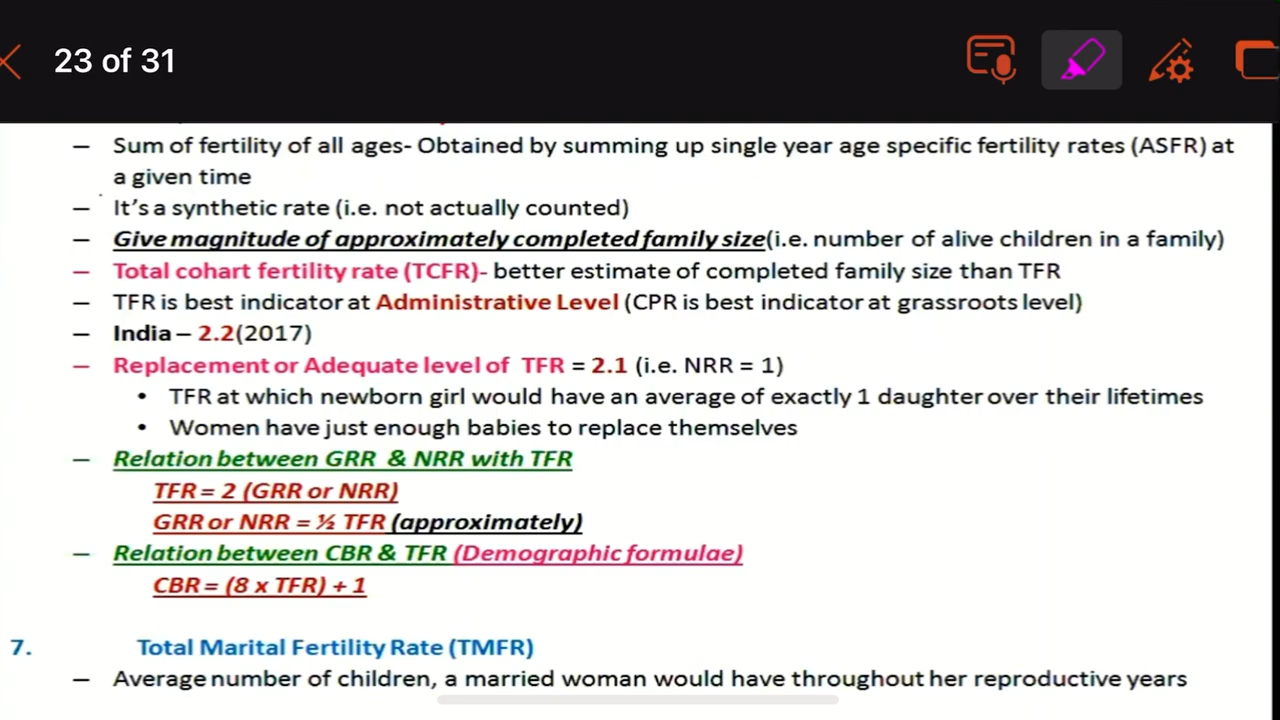 23 of 31
– Sum of fertility of all ages- Obtained by summing up single year age specific fertility rates (ASFR) at
a given time
– It's a synthetic rate (i.e. not actually counted)
– Give magnitude of approximately completed family size(i.e. number of alive children in a family)
– Total cohart fertility rate (TCFR)- better estimate of completed family size than TFR
– TFR is best indicator at Administrative Level (CPR is best indicator at grassroots level)
– India – 2.2(2017)
– Replacement or Adequate level of TFR = 2.1 (i.e. NRR = 1)
• TFR at which newborn girl would have an average of exactly 1 daughter over their lifetimes
• Women have just enough babies to replace themselves
– Relation between GRR & NRR with TFR
TFR = 2 (GRR or NRR)
GRR or NRR = ½ TFR (approximately)
– Relation between CBR & TFR (Demographic formulae)
CBR = (8 x TFR) + 1
7. Total Marital Fertility Rate (TMFR)
– Average number of children, a married woman would have throughout her reproductive years